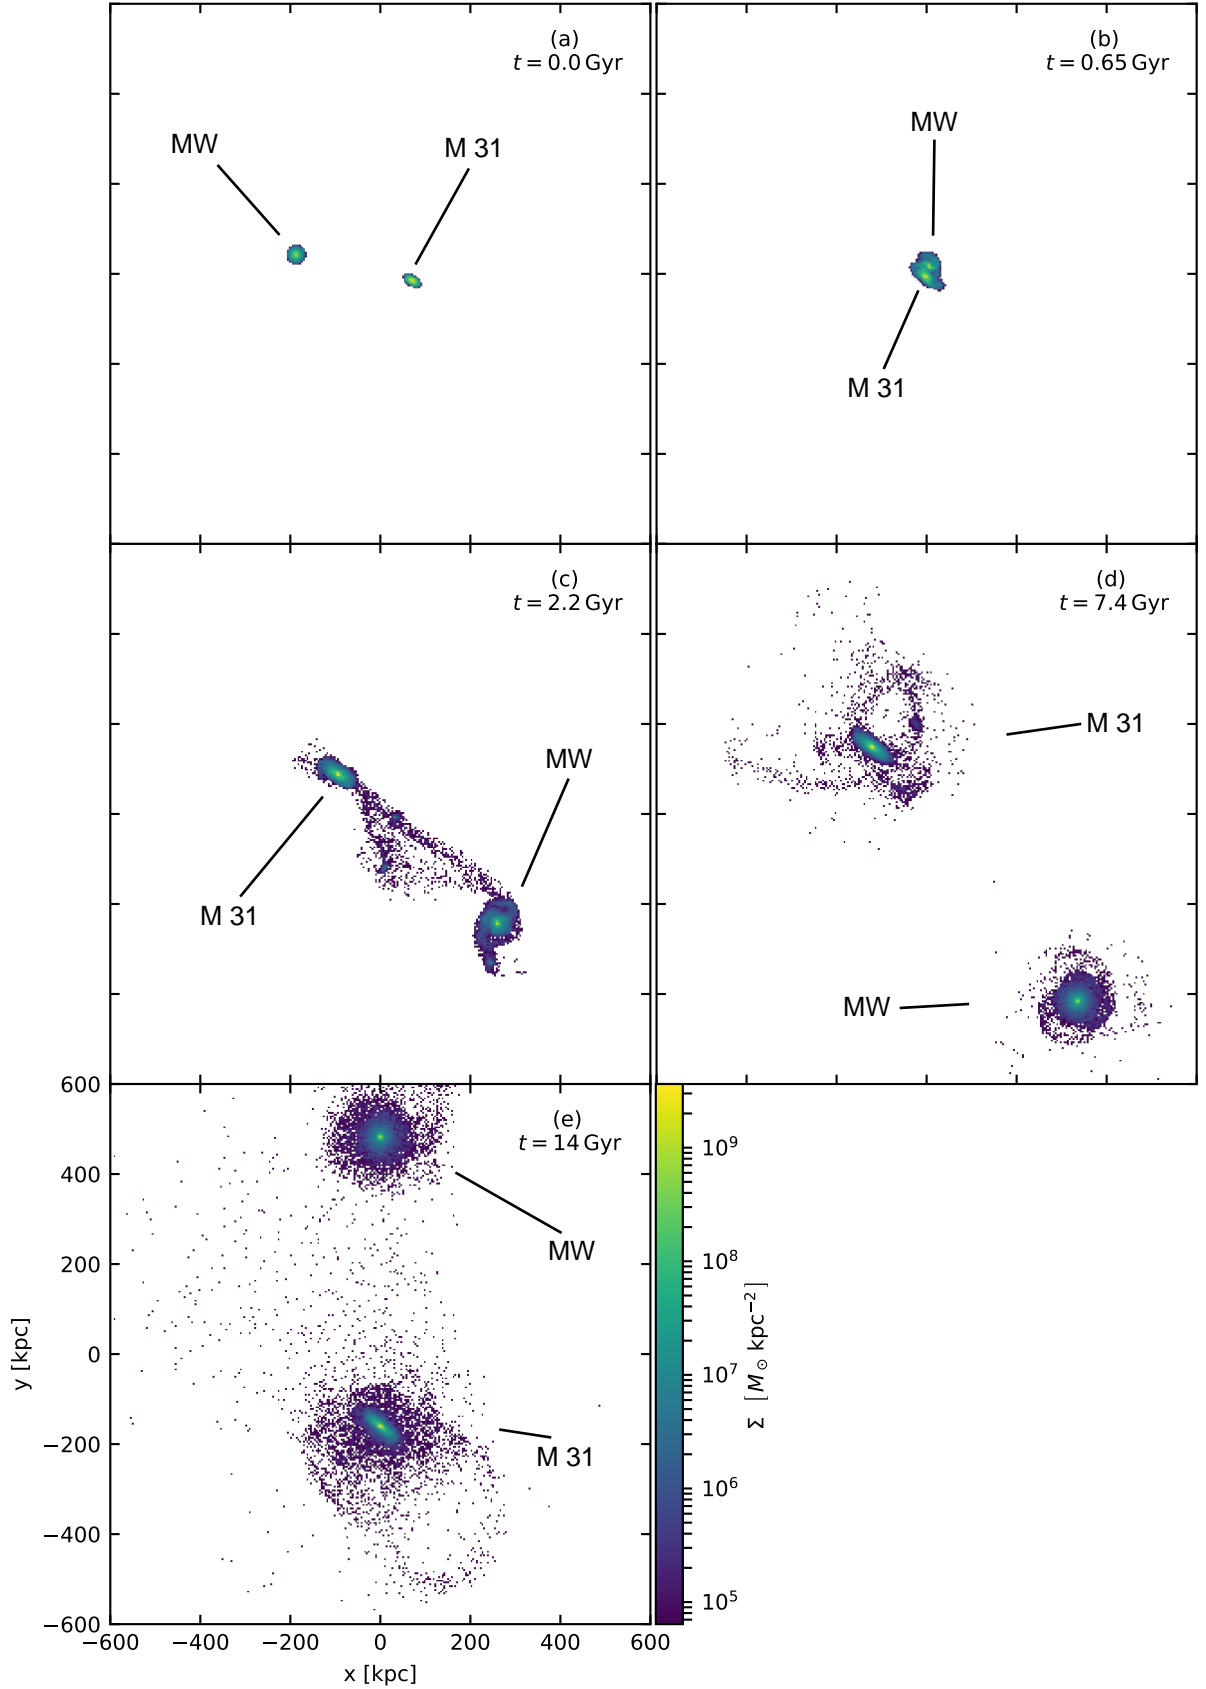 (a)
t = 0.0 Gyr
MW
M 31
(b)
t = 0.65 Gyr
MW
M 31
(c)
t = 2.2 Gyr
MW
M 31
(d)
t = 7.4 Gyr
M 31
MW
(e)
t = 14 Gyr
MW
M 31
600
400
200
0
−200
−400
−600
y [kpc]
−600 −400 −200 0 200 400 600
x [kpc]
10⁹
10⁸
10⁷
10⁶
10⁵
Σ [M⊙ kpc⁻²]